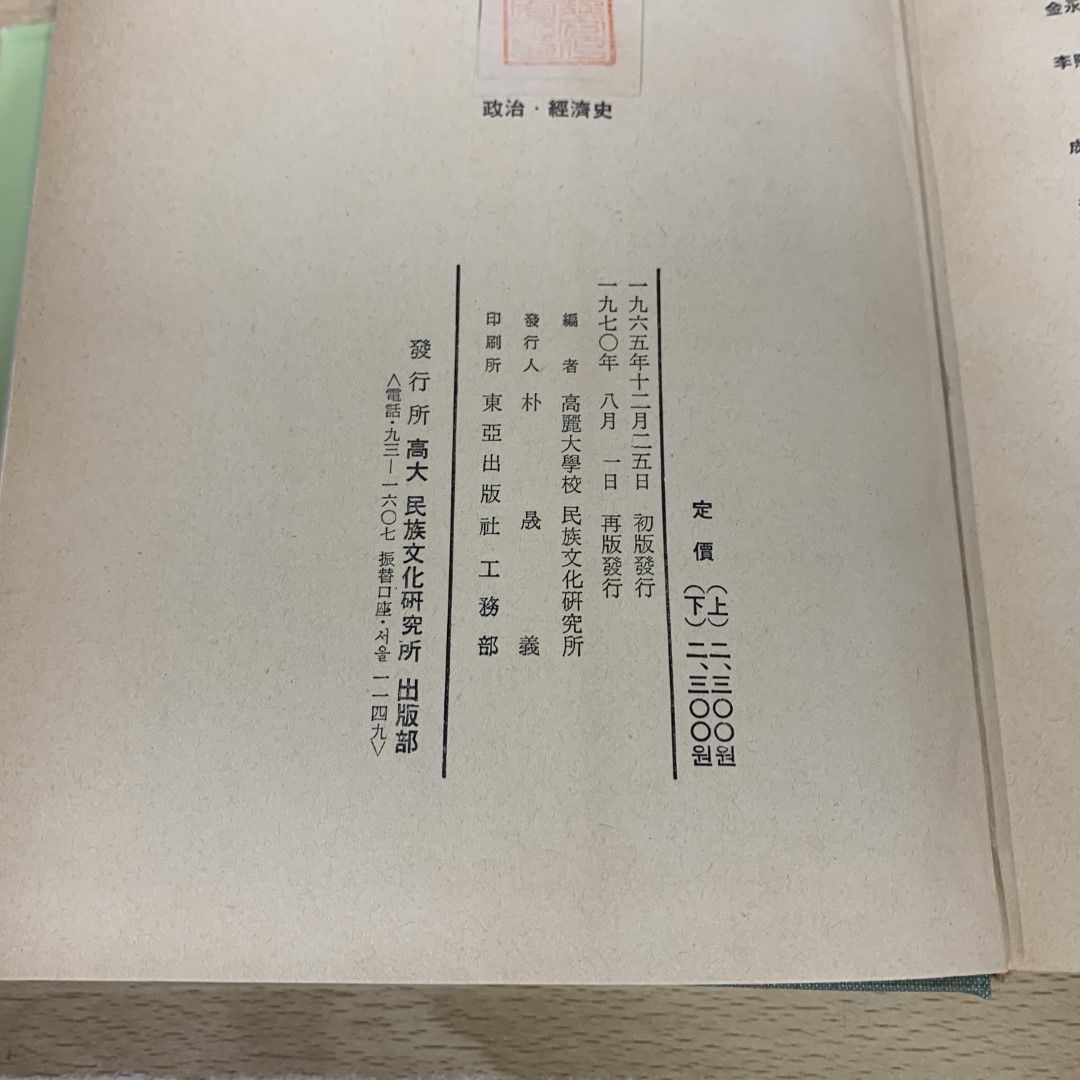 政治·經濟史
定價 (上)二、三〇〇원
(下)二、三〇〇원
一九六五年十二月二五日 初版發行
一九七〇年 八月 一日 再版發行
編者 高麗大學校 民族文化硏究所
發行人 朴晟義
印刷所 東亞出版社工務部
發行所 高大 民族文化硏究所 出版部
<電話·九三—一六〇七 振替口座·서울 一一四九>
金永
李
成